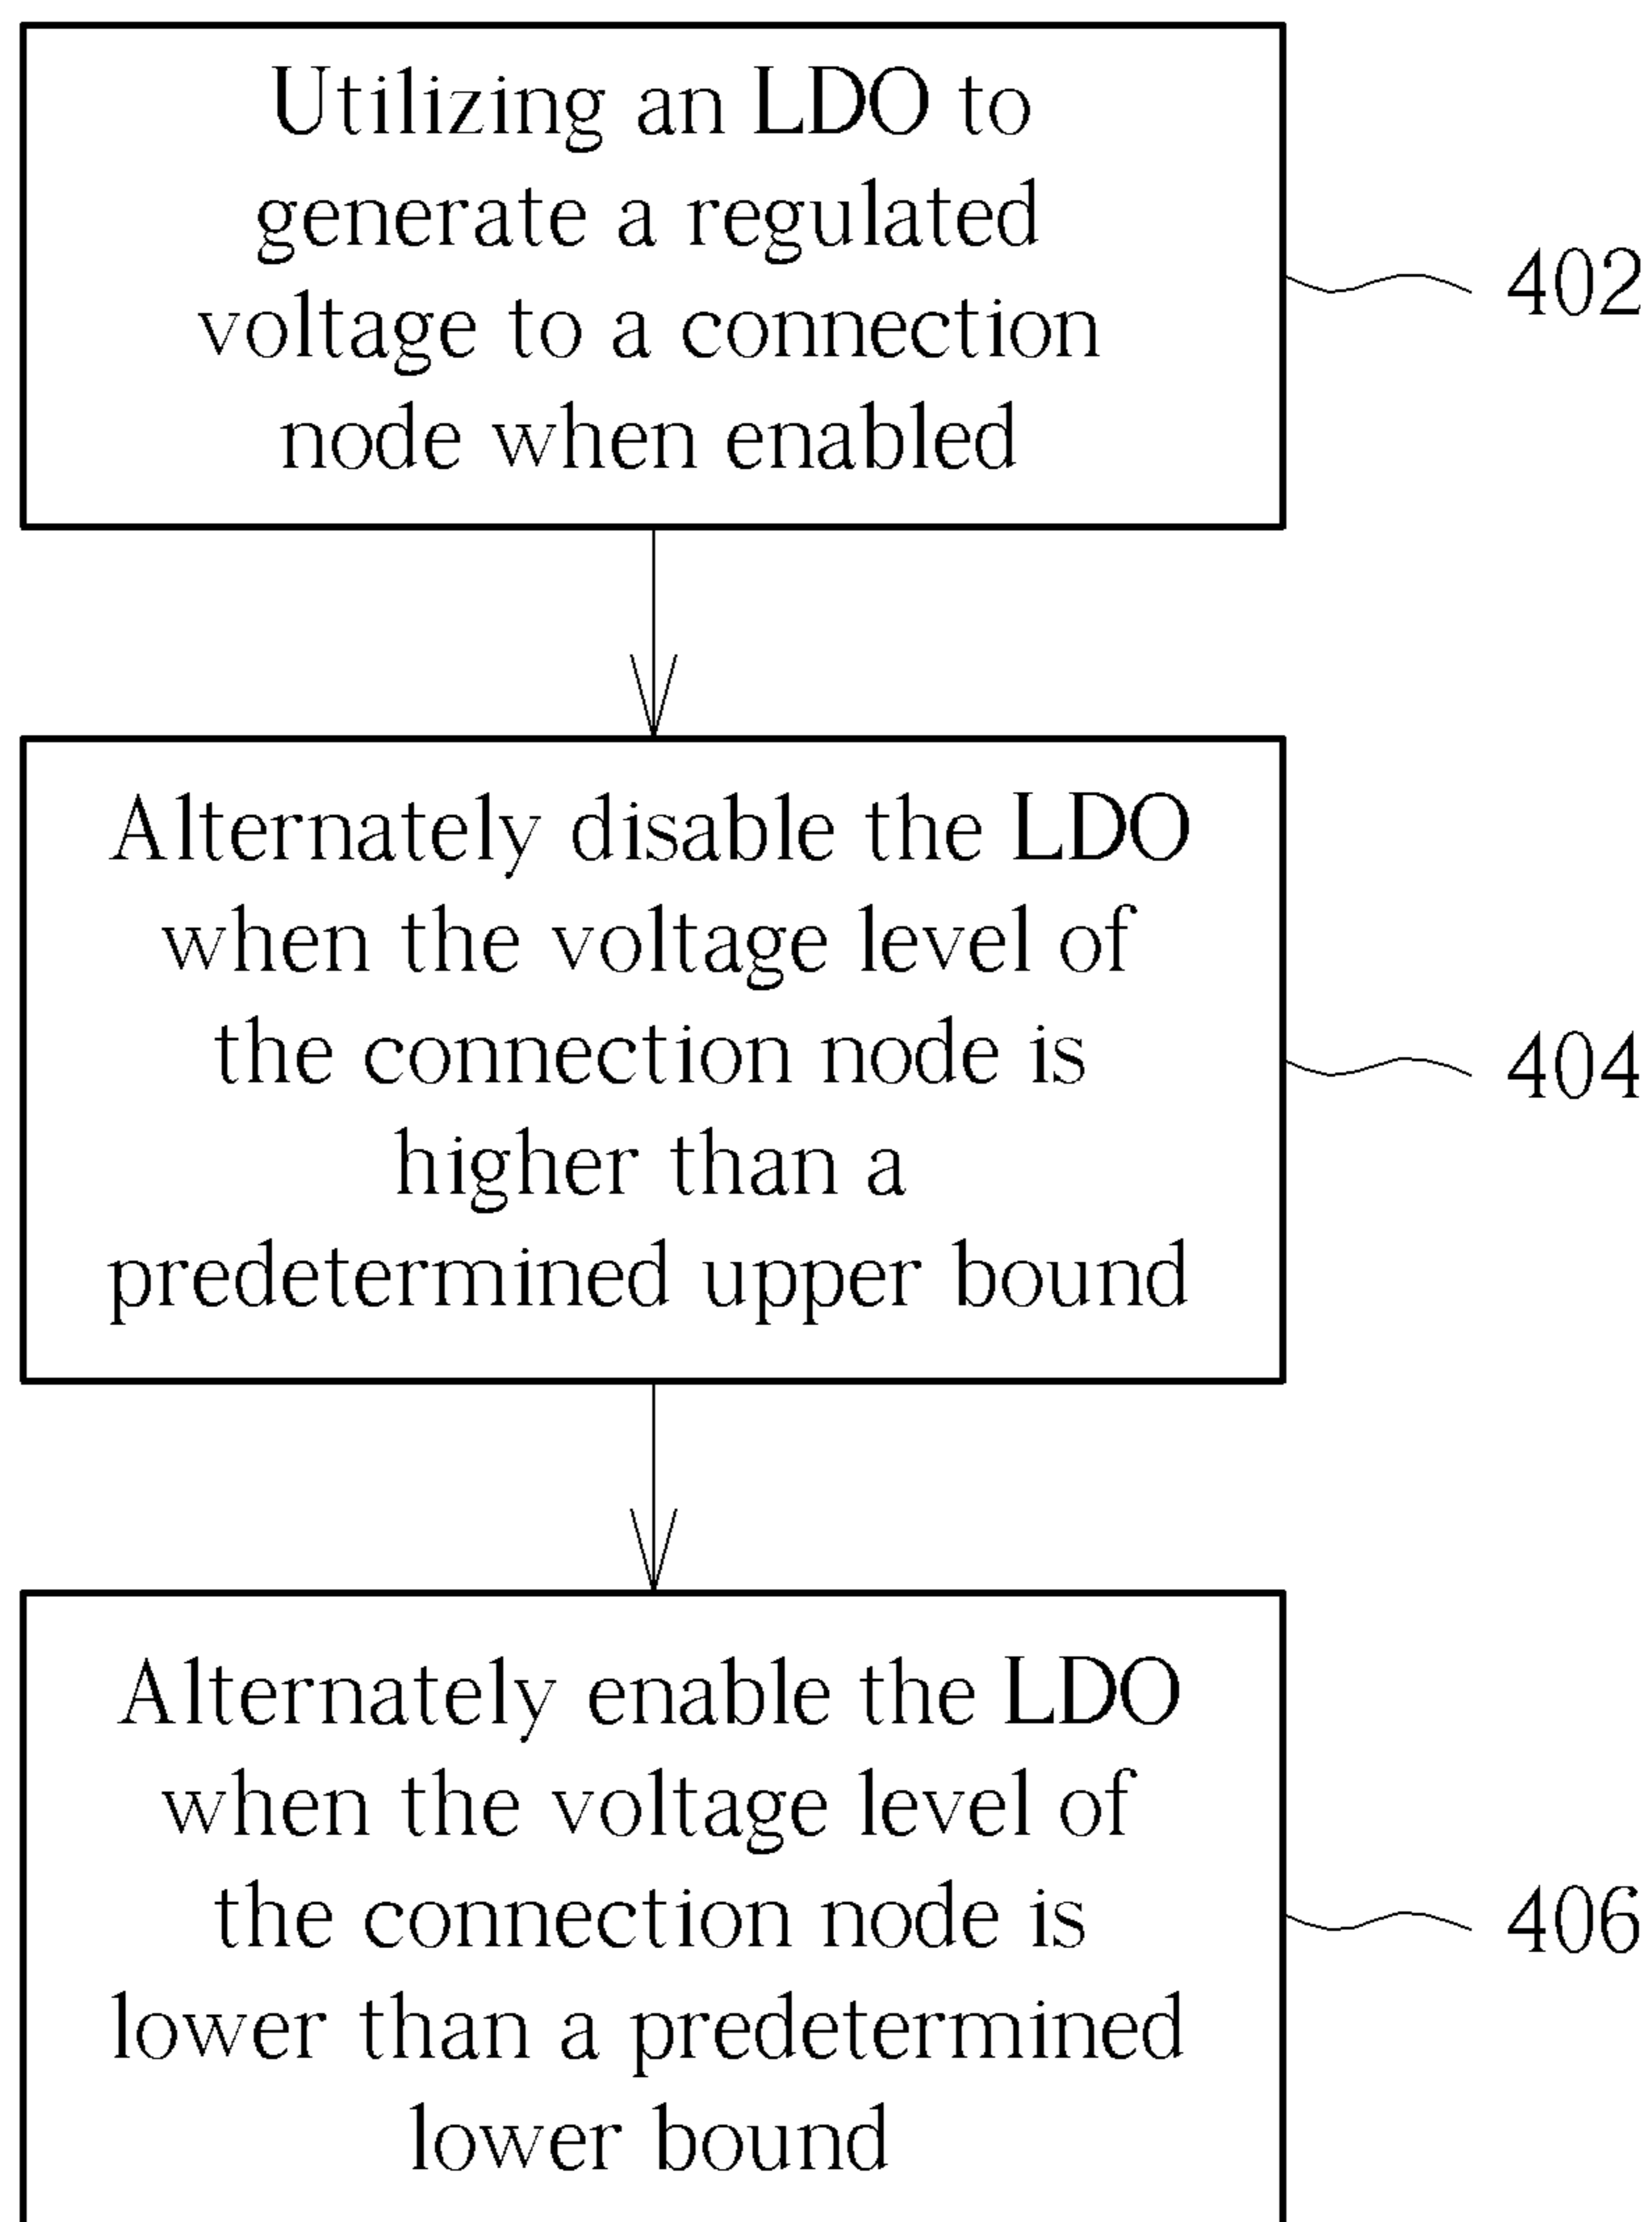 Utilizing an LDO to
generate a regulated
voltage to a connection
node when enabled
402
Alternately disable the LDO
when the voltage level of
the connection node is
higher than a
predetermined upper bound
404
Alternately enable the LDO
when the voltage level of
the connection node is
lower than a predetermined
lower bound
406